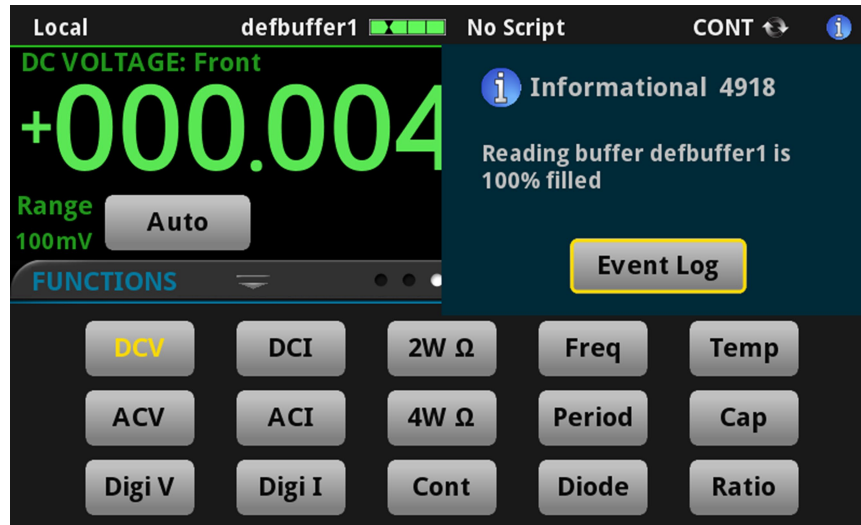 Local defbuffer1 No Script CONT
DC VOLTAGE: Front
+000.004
Range
100mV
Auto
Informational 4918
Reading buffer defbuffer1 is
100% filled
Event Log
FUNCTIONS
DCV DCI 2W Ω Freq Temp
ACV ACI 4W Ω Period Cap
Digi V Digi I Cont Diode Ratio